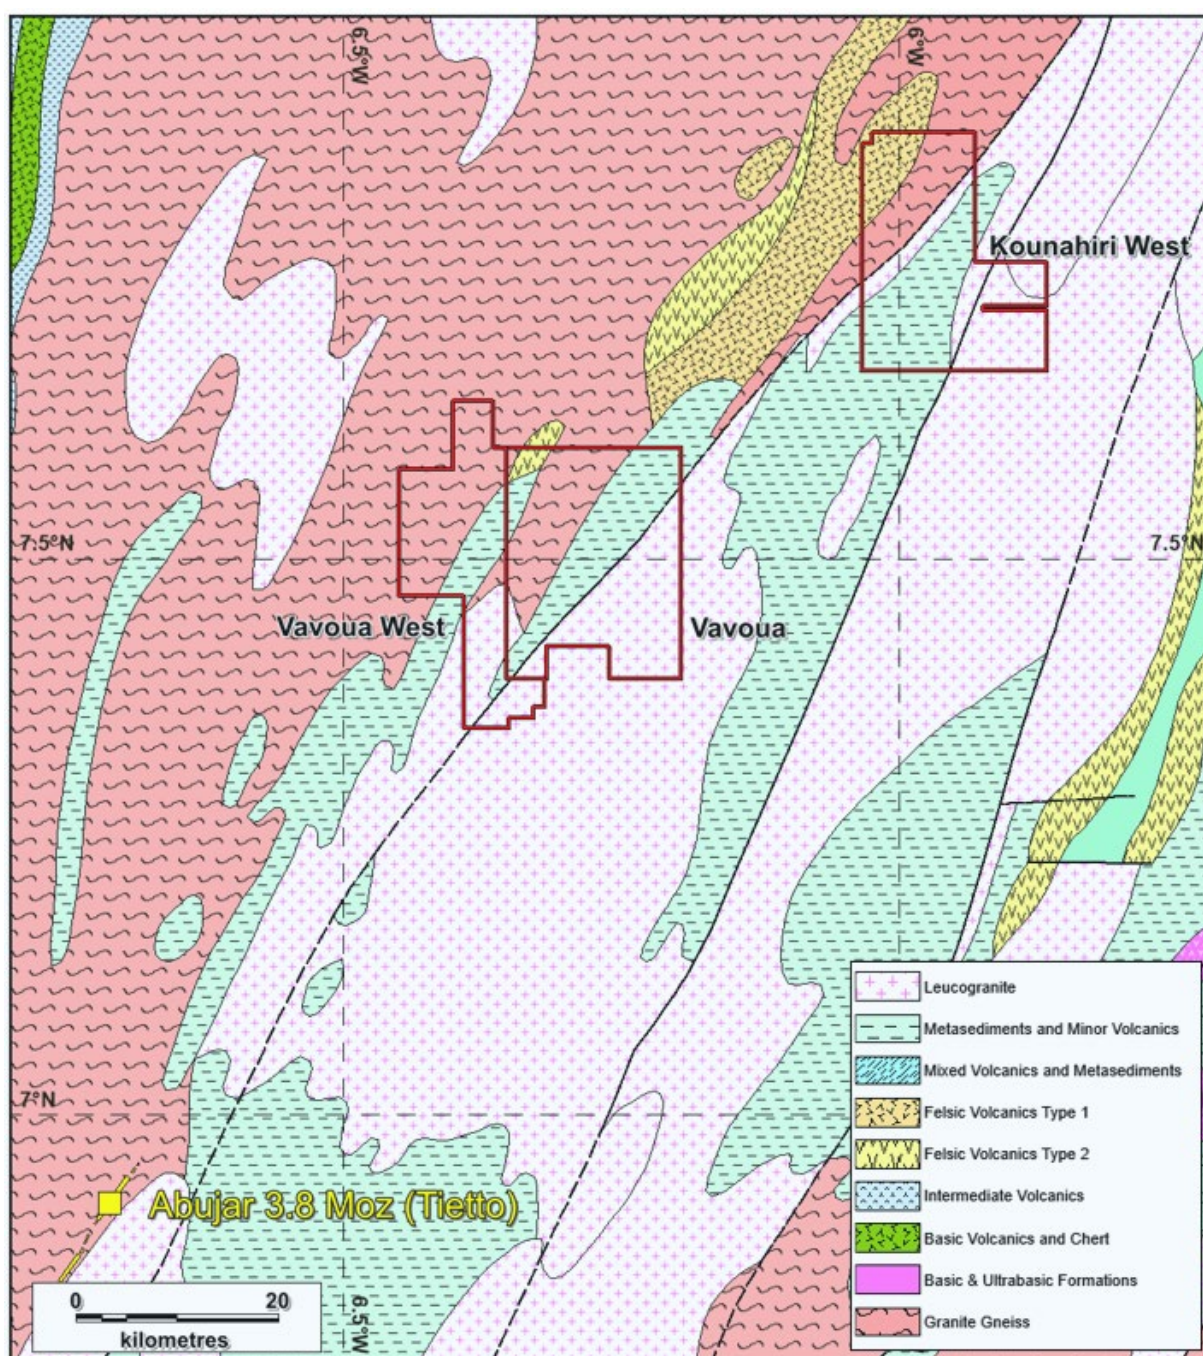 6.5°W
6°W
Kounahiri West
7.5°N
7.5°N
Vavoua West
Vavoua
7°N
Abujar 3.8 Moz (Tietto)
6.5°W
0 20
kilometres
Leucogranite
Metasediments and Minor Volcanics
Mixed Volcanics and Metasediments
Felsic Volcanics Type 1
Felsic Volcanics Type 2
Intermediate Volcanics
Basic Volcanics and Chert
Basic & Ultrabasic Formations
Granite Gneiss